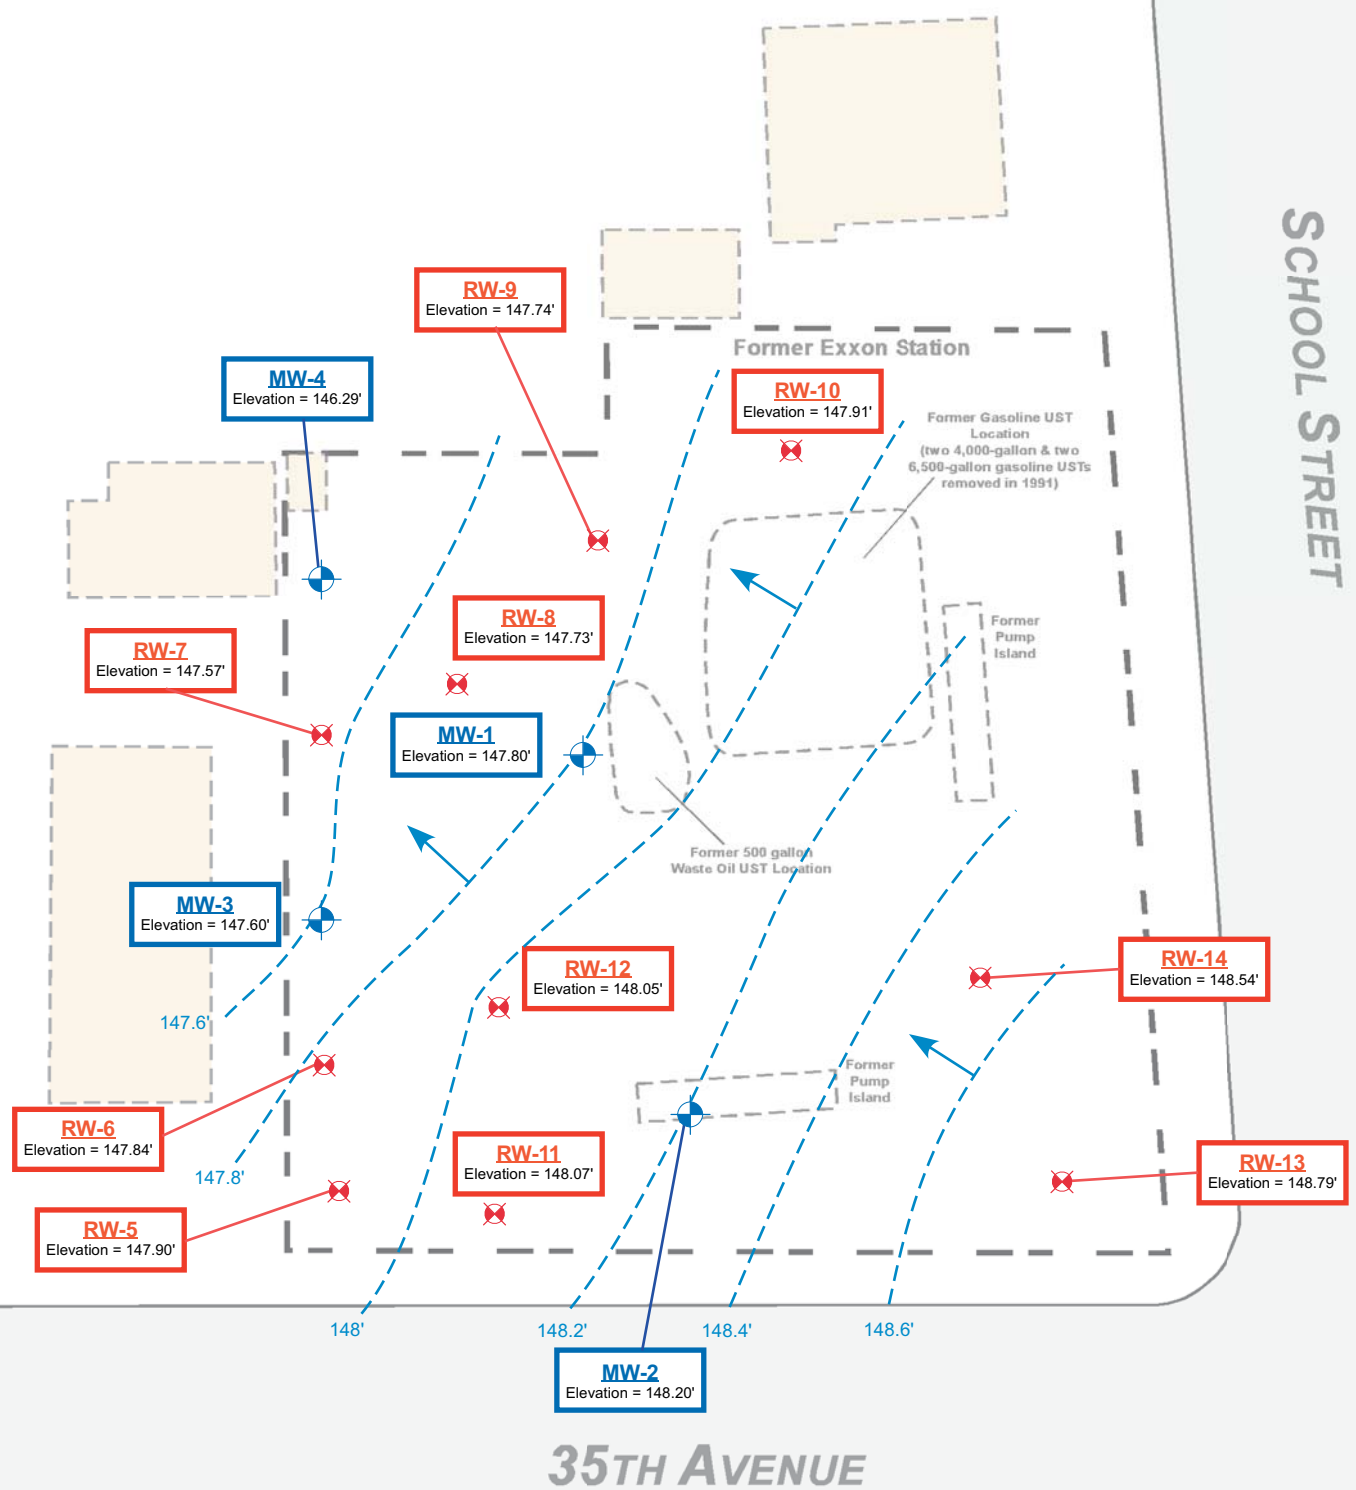 SCHOOL STREET
RW-9
Elevation = 147.74'
Former Exxon Station
MW-4
Elevation = 146.29'
RW-10
Elevation = 147.91'
Former Gasoline UST
Location
(two 4,000-gallon & two
6,500-gallon gasoline USTs
removed in 1991)
RW-8
Elevation = 147.73'
Former
Pump
Island
RW-7
Elevation = 147.57'
MW-1
Elevation = 147.80'
Former 500 gallon
Waste Oil UST Location
MW-3
Elevation = 147.60'
RW-12
Elevation = 148.05'
RW-14
Elevation = 148.54'
147.6'
Former
Pump
Island
RW-6
Elevation = 147.84'
147.8'
RW-11
Elevation = 148.07'
RW-13
Elevation = 148.79'
RW-5
Elevation = 147.90'
148'
148.2'
148.4'
148.6'
MW-2
Elevation = 148.20'
35TH AVENUE